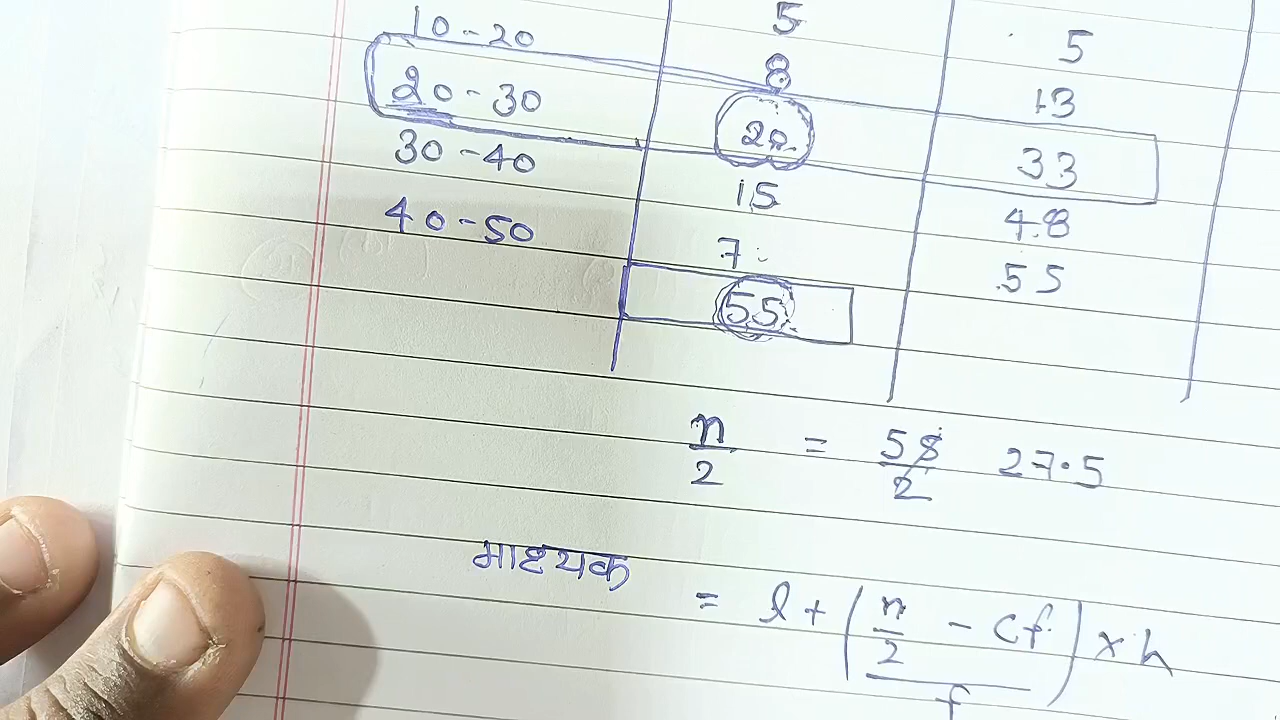 5 5
10-20 8 13
20-30 20 33
30-40 15 48
40-50 7 55
55
n/2 = 55/2 27.5
माध्यक = l + (n/2 - cf / f) × h